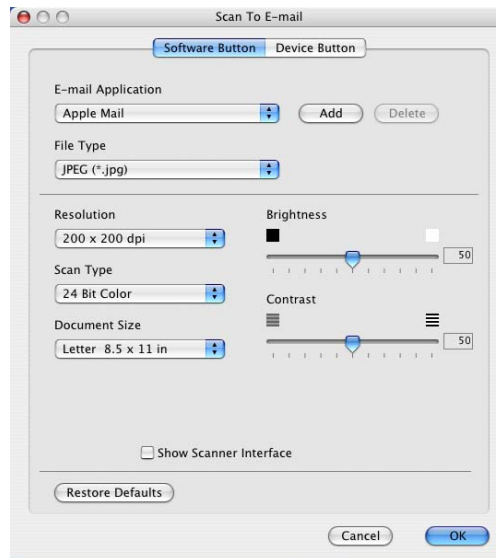 Scan To E-mail
Software Button Device Button
E-mail Application
Apple Mail Add Delete
File Type
JPEG (*.jpg)
Resolution
200 x 200 dpi
Scan Type
24 Bit Color
Document Size
Letter 8.5 x 11 in
Brightness
50
Contrast
50
Show Scanner Interface
Restore Defaults
Cancel OK